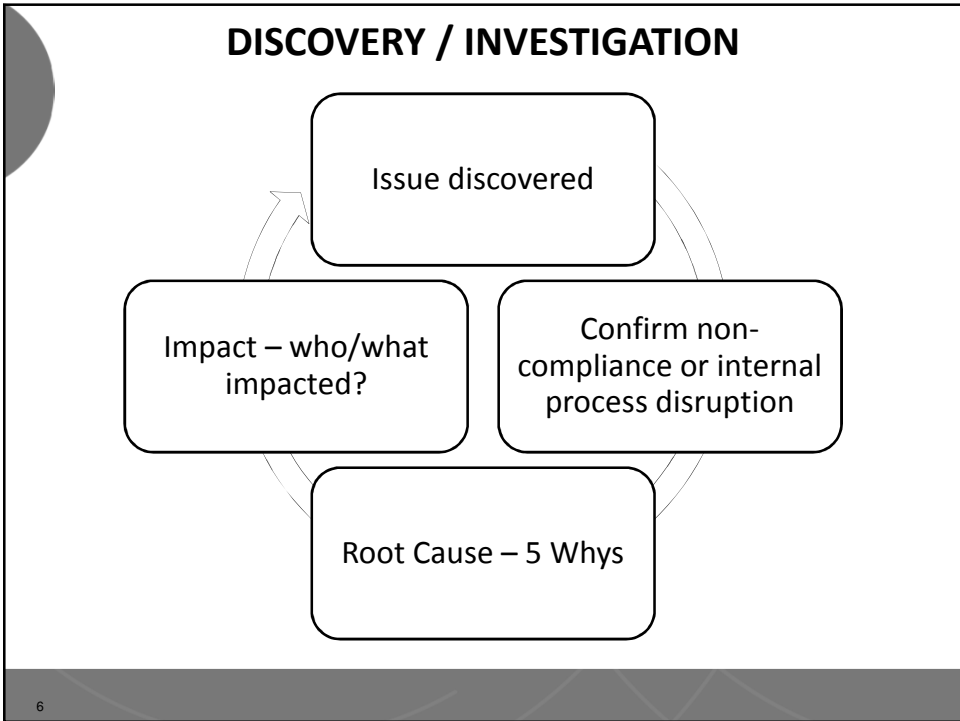 DISCOVERY / INVESTIGATION
Issue discovered
Confirm non-
compliance or internal
process disruption
Root Cause – 5 Whys
Impact – who/what
impacted?
6